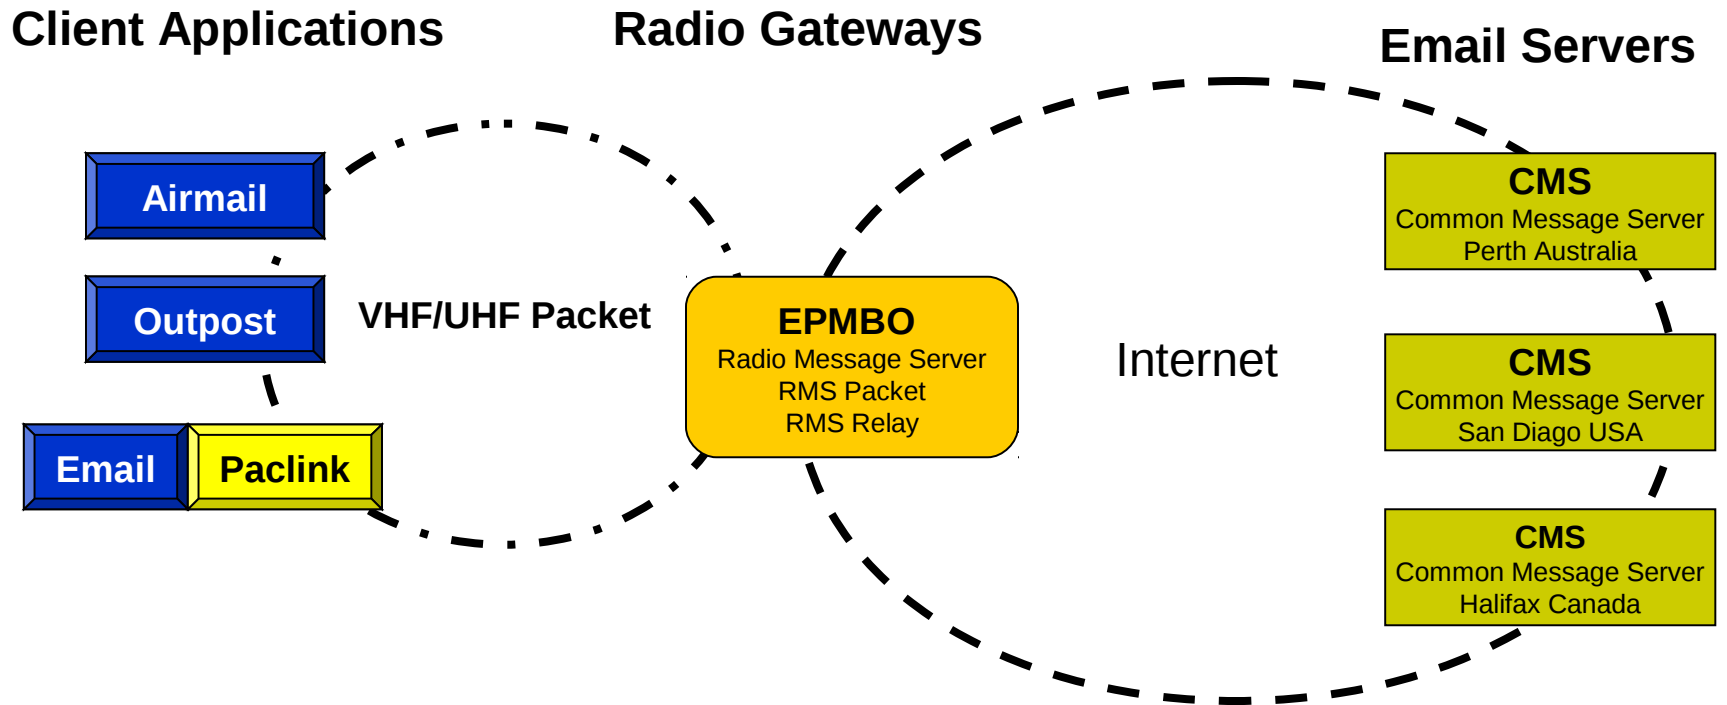 Client Applications
Radio Gateways
Email Servers
Airmail
Outpost
Email
Paclink
VHF/UHF Packet
EPMBO
Radio Message Server
RMS Packet
RMS Relay
Internet
CMS
Common Message Server
Perth Australia
CMS
Common Message Server
San Diago USA
CMS
Common Message Server
Halifax Canada